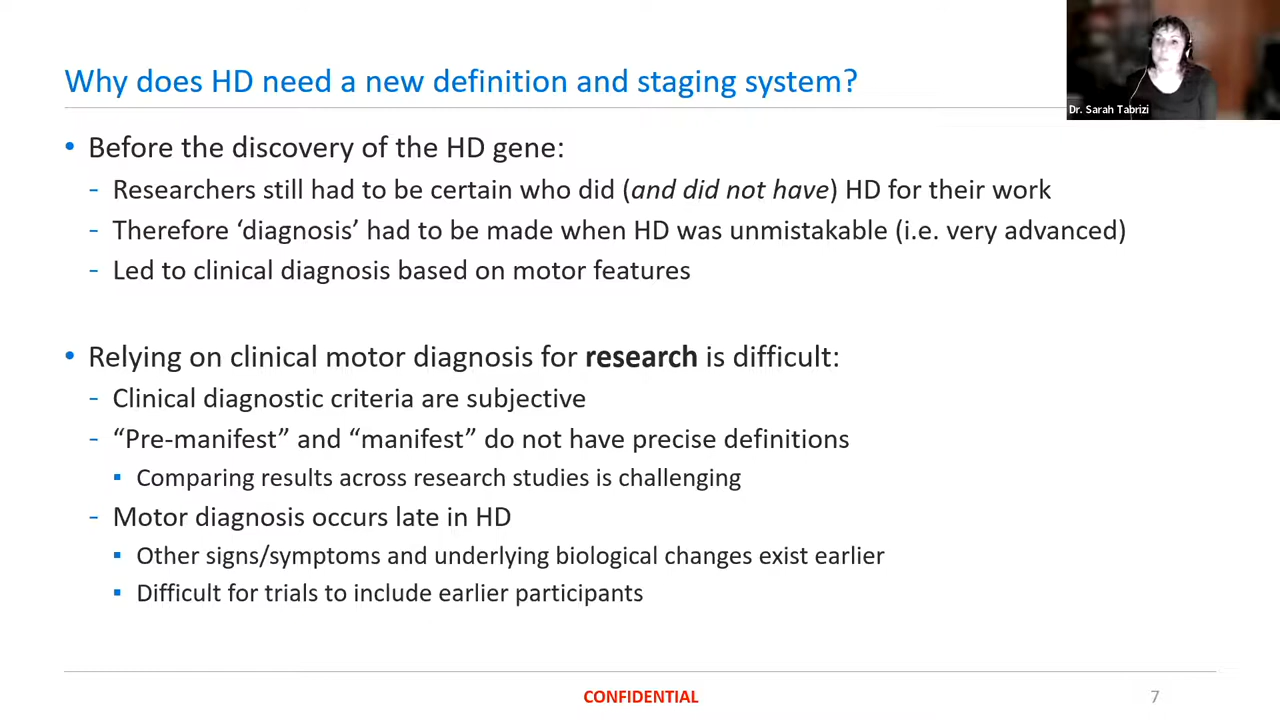 Why does HD need a new definition and staging system?
Dr. Sarah Tabrizi
• Before the discovery of the HD gene:
- Researchers still had to be certain who did (and did not have) HD for their work
- Therefore ‘diagnosis’ had to be made when HD was unmistakable (i.e. very advanced)
- Led to clinical diagnosis based on motor features
• Relying on clinical motor diagnosis for research is difficult:
- Clinical diagnostic criteria are subjective
- “Pre-manifest” and “manifest” do not have precise definitions
▪ Comparing results across research studies is challenging
- Motor diagnosis occurs late in HD
▪ Other signs/symptoms and underlying biological changes exist earlier
▪ Difficult for trials to include earlier participants
CONFIDENTIAL
7